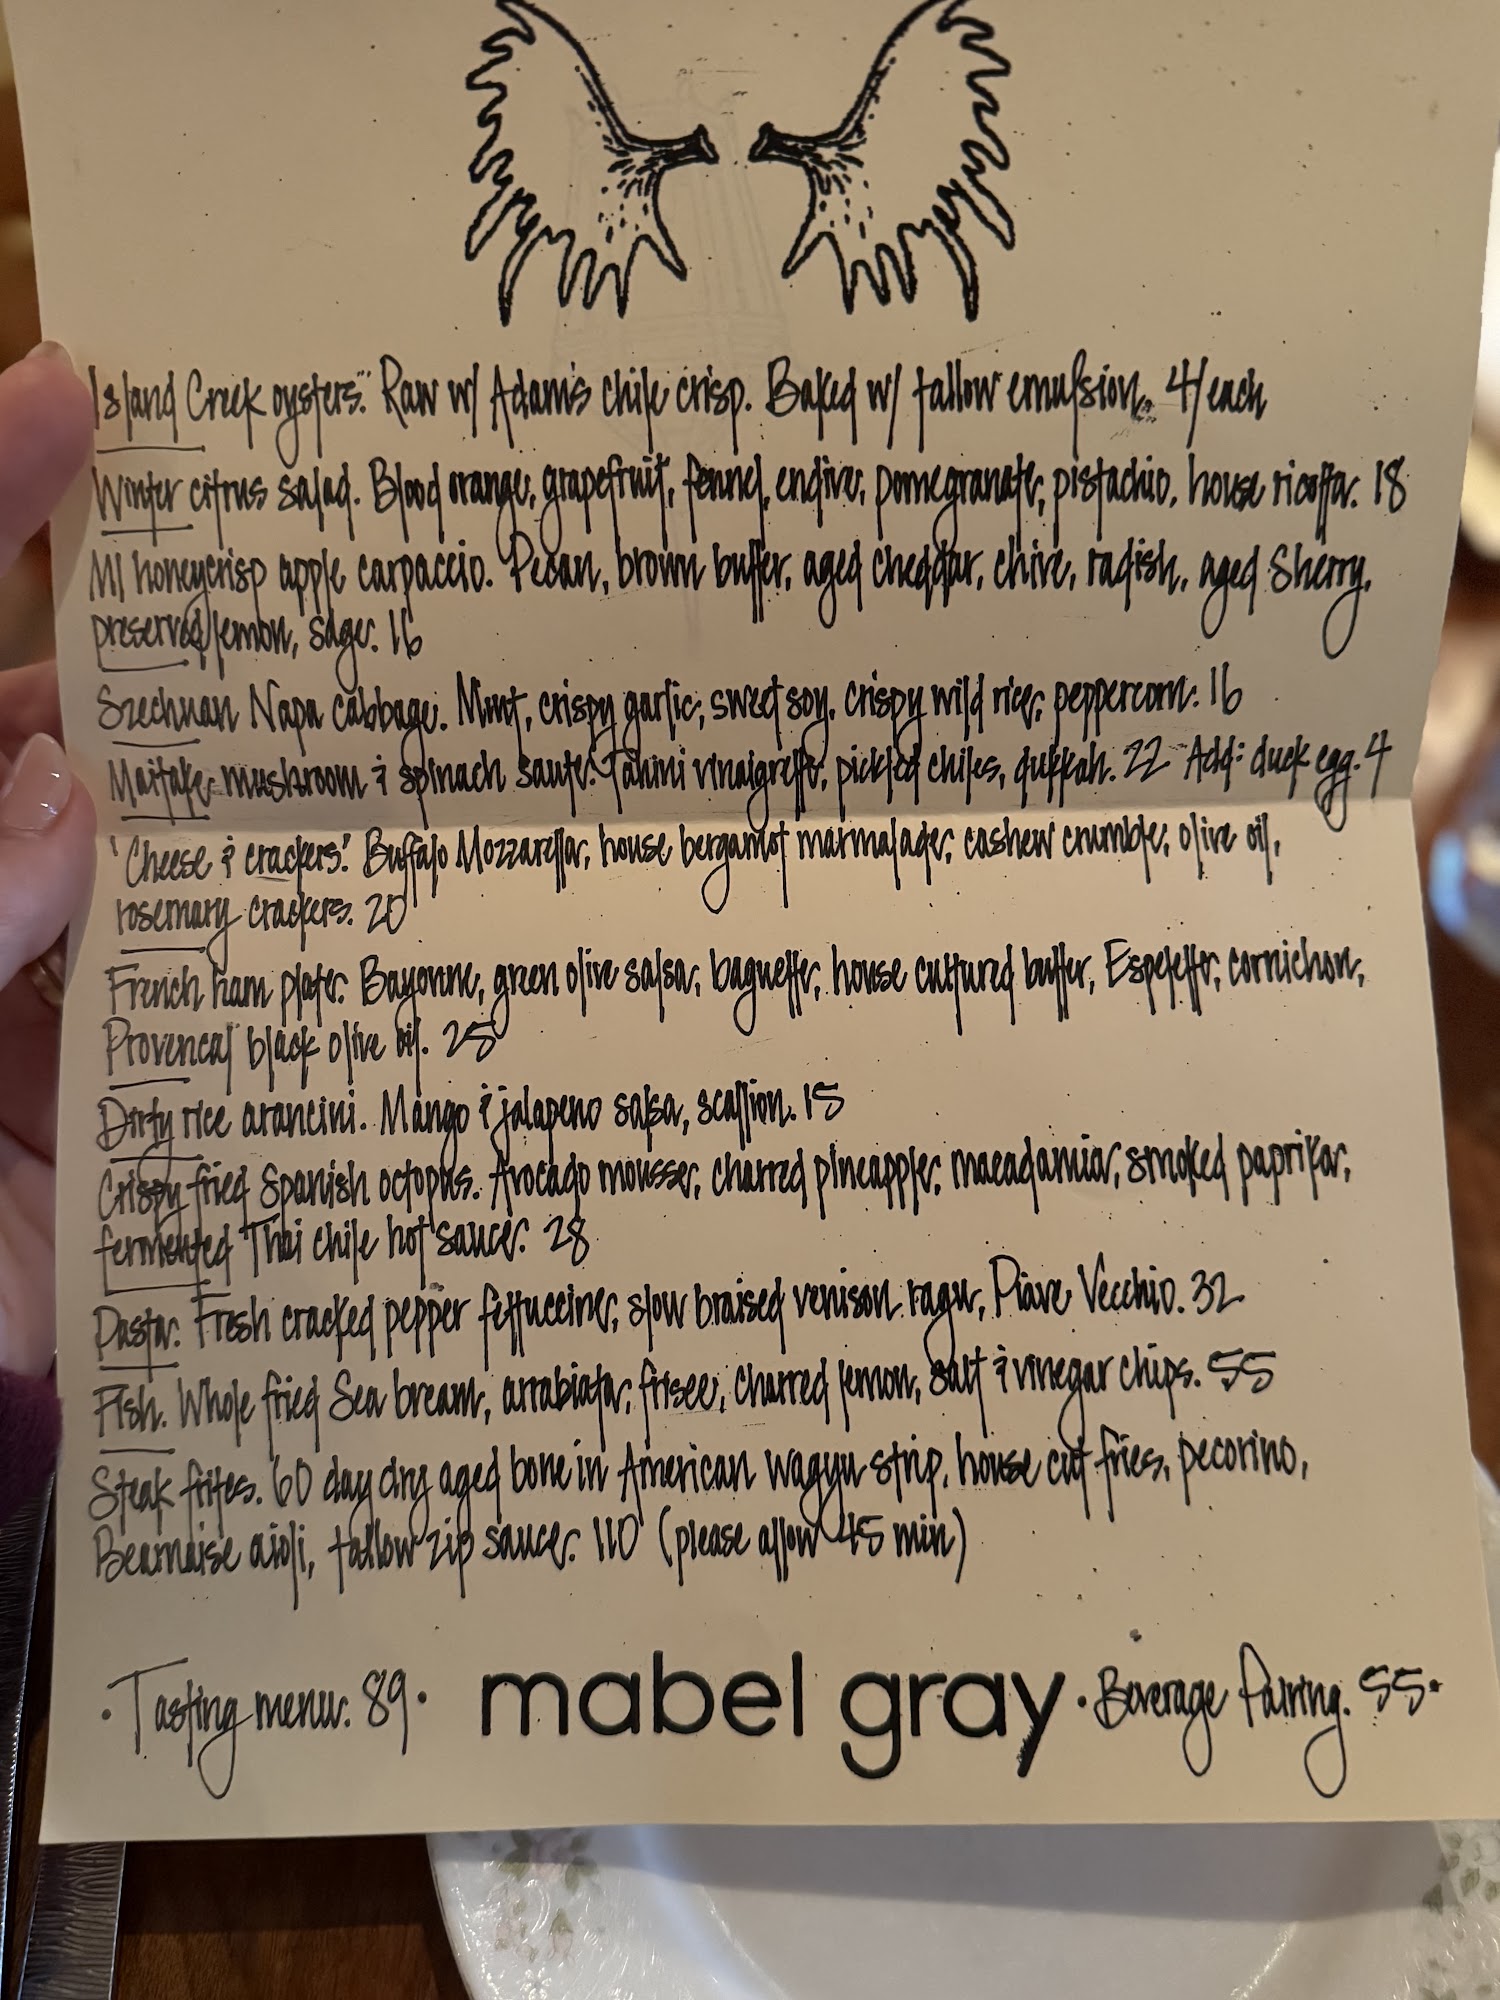 Island Creek oysters. Raw w/ Adam's chile crisp. Baked w/ tallow emulsion. 4/each
Winter citrus salad. Blood orange, grapefruit, fennel, endive, pomegranate, pistachio, house ricotta. 18
MI honeycrisp apple carpaccio. Pecan, brown butter, aged cheddar, chive, radish, aged Sherry,
preserved lemon, sage. 16
Szechuan Napa cabbage. Mint, crispy garlic, sweet soy, crispy wild rice, peppercorn. 16
Maitake mushroom & spinach saute. Tahini vinaigrette, pickled chiles, dukkah. 22 Add: duck egg. 4
'Cheese & crackers.' Buffalo Mozzarella, house bergamot marmalade, cashew crumble, olive oil,
rosemary crackers. 20
French ham plate. Bayonne, green olive salsa, baguette, house cultured butter, Espelette, cornichon,
Provencal black olive oil. 25
Dirty rice arancini. Mango & jalapeno salsa, scallion. 15
Crispy fried Spanish octopus. Avocado mousse, charred pineapple, macadamia, smoked paprika,
fermented Thai chile hot sauce. 28
Pasta. Fresh cracked pepper fettuccine, slow braised venison ragu, Piave Vecchio. 32
Fish. Whole fried Sea bream, arrabiata, frisee, charred lemon, salt & vinegar chips. 55
Steak frites. 60 day dry aged bone in American wagyu strip, house cut fries, pecorino,
Bearnaise aioli, tallow zip sauce. 110 (please allow 45 min)
· Tasting menu. 89 · mabel gray · Beverage Pairing. 55 ·